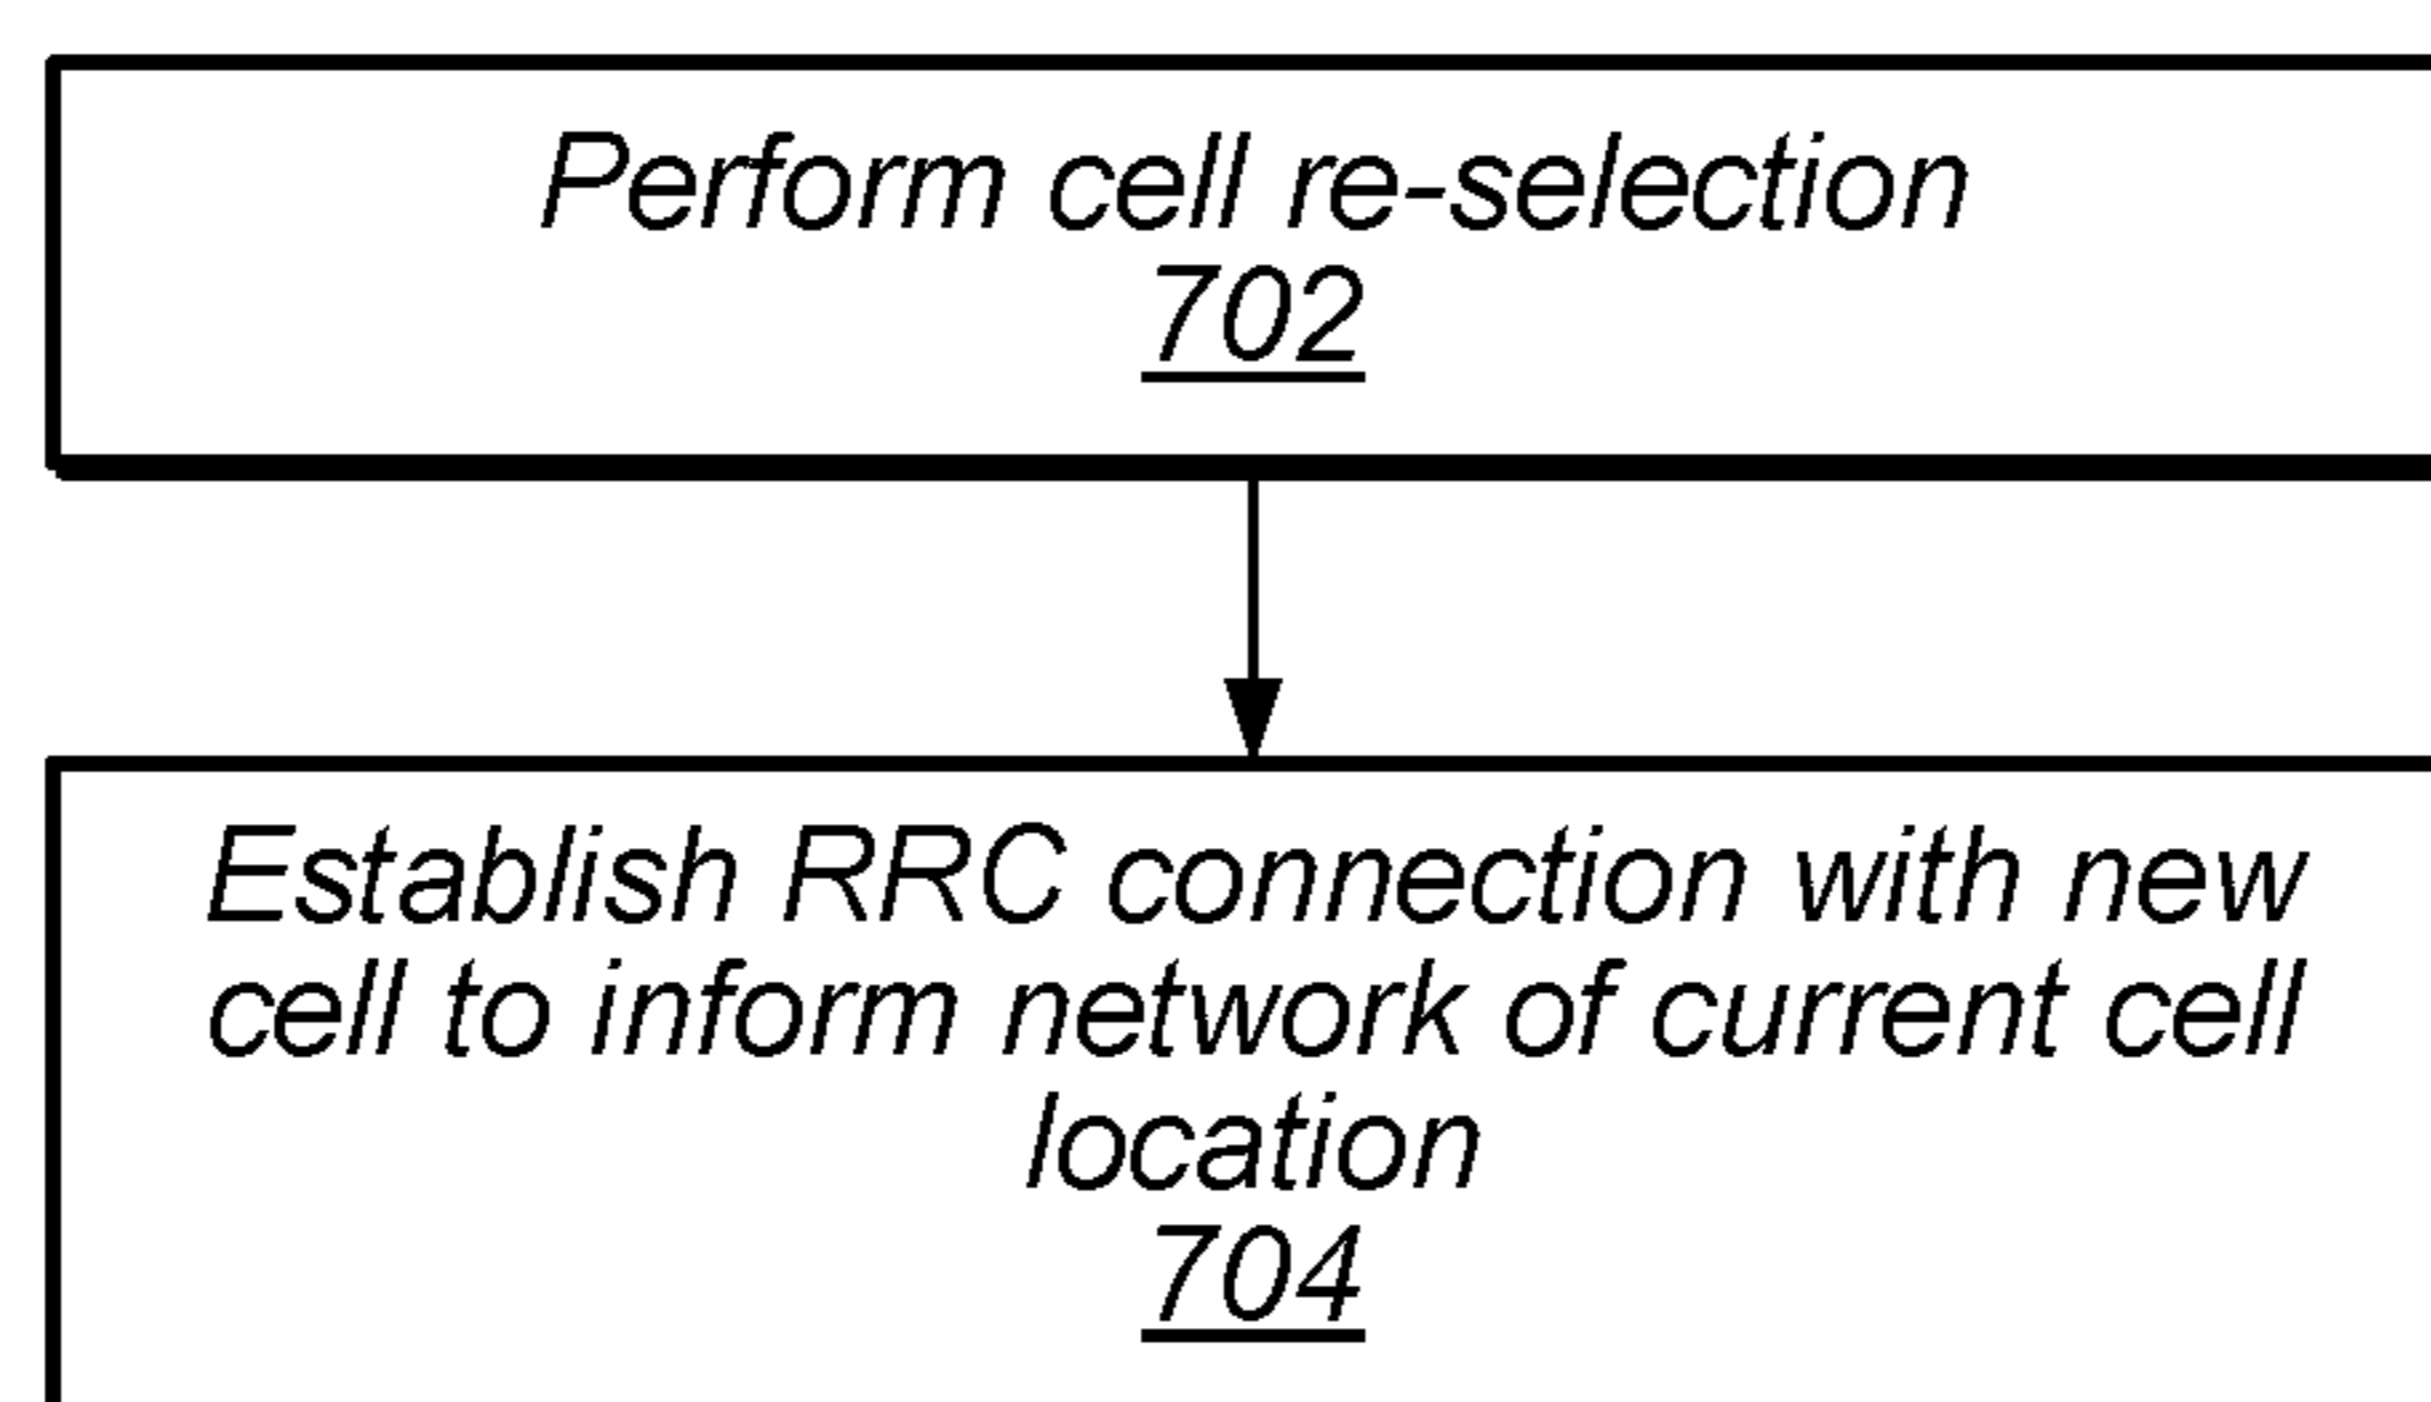 Perform cell re-selection
702
Establish RRC connection with new
cell to inform network of current cell
location
704